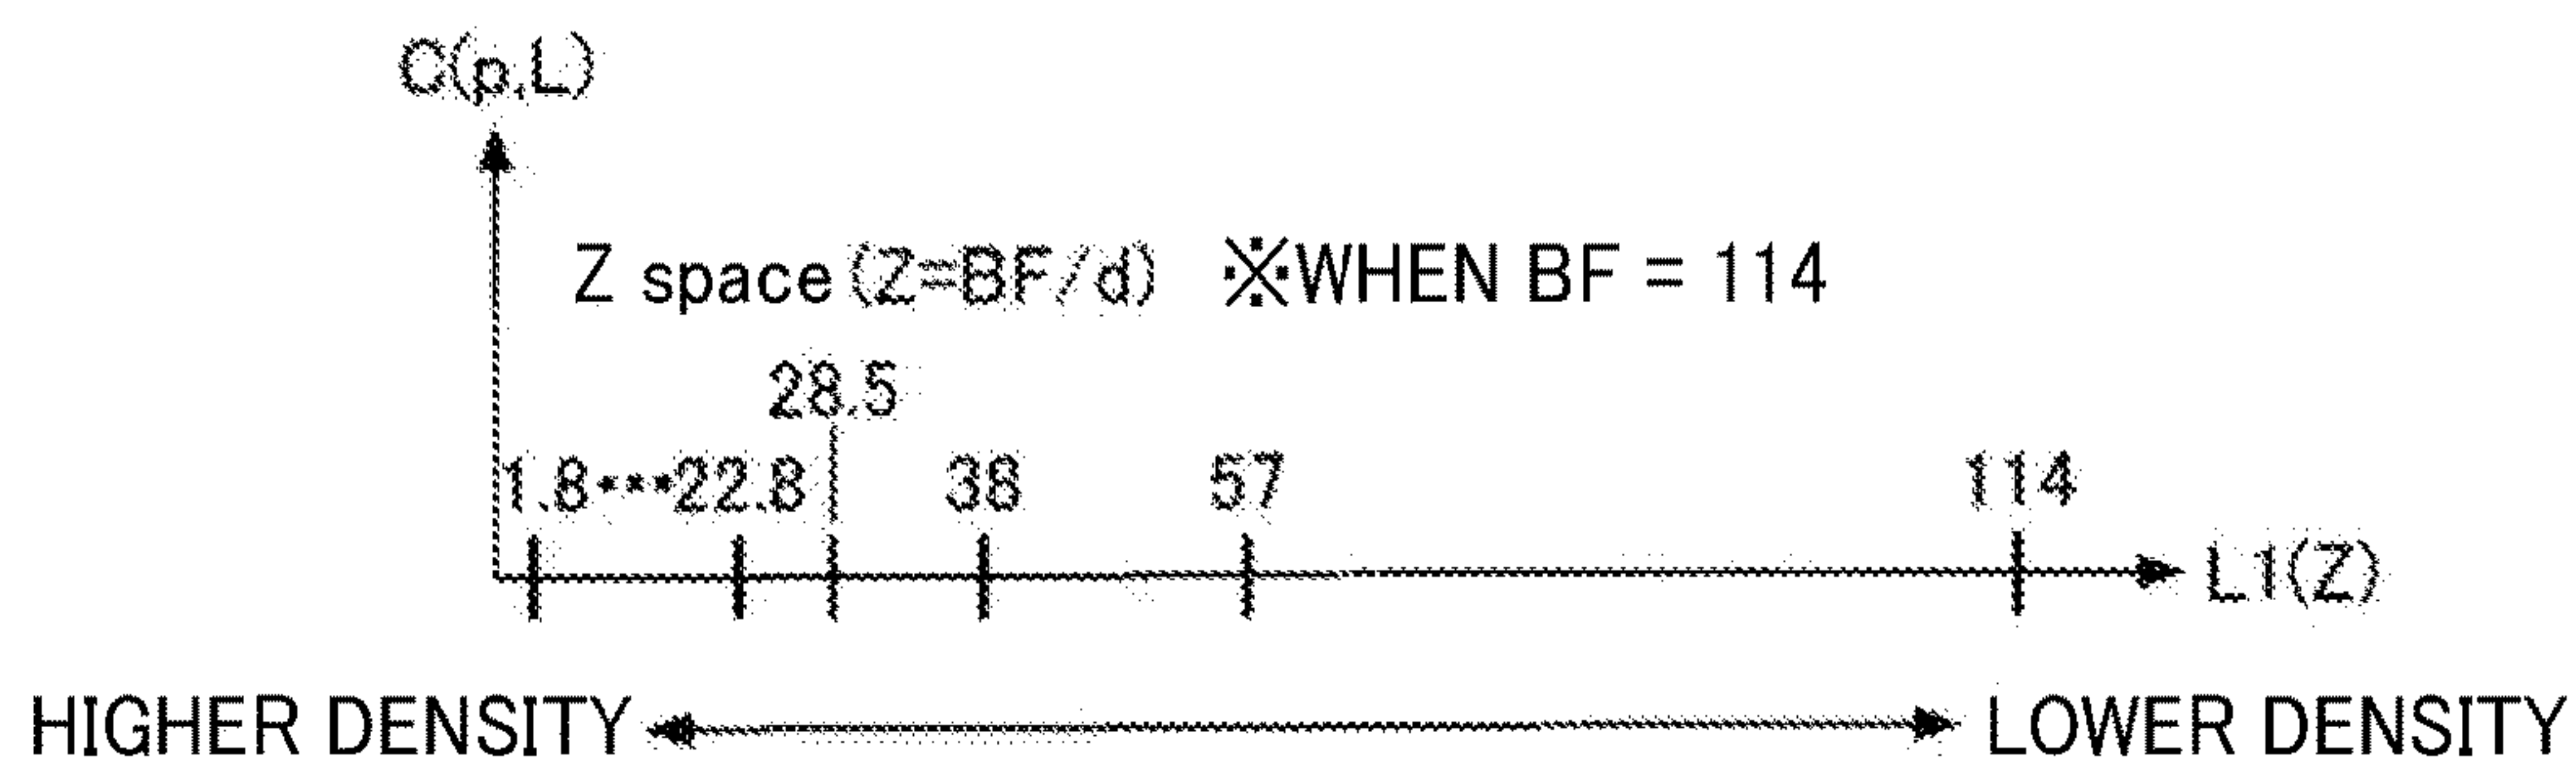 C(p,L)
Z space (Z=BF/d) ※WHEN BF = 114
28.5
1.8･･･22.8 38 57 114
L1(Z)
HIGHER DENSITY LOWER DENSITY